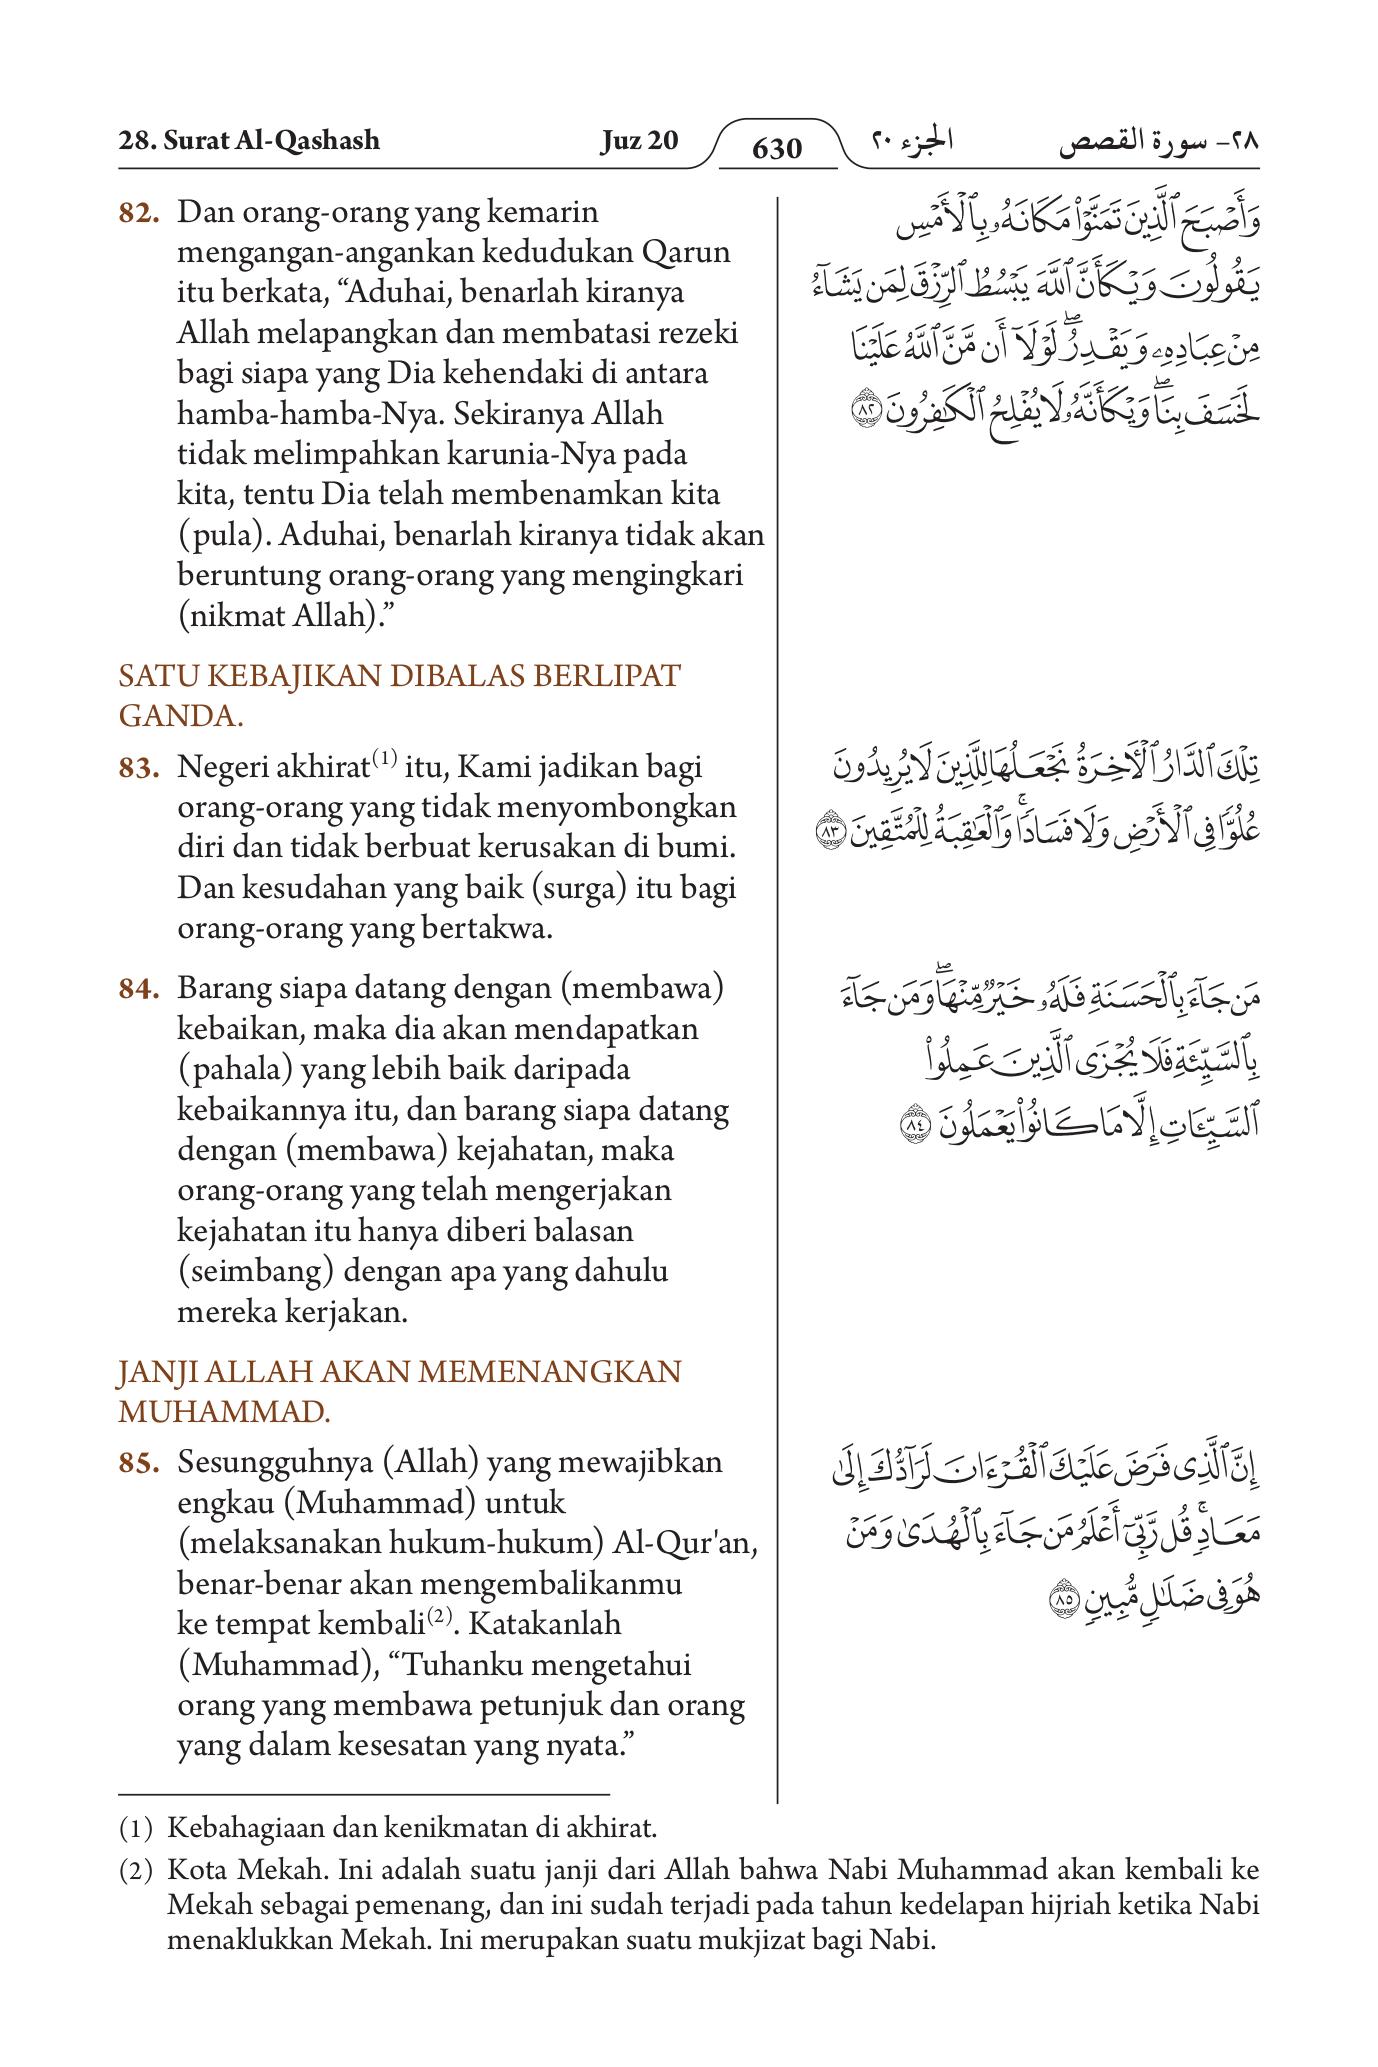 28. Surat Al-Qashash Juz 20 630 الجزء ٢٠ ٢٨- سورة القصص
82. Dan orang-orang yang kemarin
mengangan-angankan kedudukan Qarun
itu berkata, “Aduhai, benarlah kiranya
Allah melapangkan dan membatasi rezeki
bagi siapa yang Dia kehendaki di antara
hamba-hamba-Nya. Sekiranya Allah
tidak melimpahkan karunia-Nya pada
kita, tentu Dia telah membenamkan kita
(pula). Aduhai, benarlah kiranya tidak akan
beruntung orang-orang yang mengingkari
(nikmat Allah).”
وَأَصْبَحَ ٱلَّذِينَ تَمَنَّوْا۟ مَكَانَهُۥ بِٱلْأَمْسِ
يَقُولُونَ وَيْكَأَنَّ ٱللَّهَ يَبْسُطُ ٱلرِّزْقَ لِمَن يَشَآءُ
مِنْ عِبَادِهِۦ وَيَقْدِرُ ۖ لَوْلَآ أَن مَّنَّ ٱللَّهُ عَلَيْنَا
لَخَسَفَ بِنَا ۖ وَيْكَأَنَّهُۥ لَا يُفْلِحُ ٱلْكَـٰفِرُونَ ٨٢
SATU KEBAJIKAN DIBALAS BERLIPAT
GANDA.
83. Negeri akhirat(1) itu, Kami jadikan bagi
orang-orang yang tidak menyombongkan
diri dan tidak berbuat kerusakan di bumi.
Dan kesudahan yang baik (surga) itu bagi
orang-orang yang bertakwa.
تِلْكَ ٱلدَّارُ ٱلْـَٔاخِرَةُ نَجْعَلُهَا لِلَّذِينَ لَا يُرِيدُونَ
عُلُوًّا فِى ٱلْأَرْضِ وَلَا فَسَادًا ۚ وَٱلْعَـٰقِبَةُ لِلْمُتَّقِينَ ٨٣
84. Barang siapa datang dengan (membawa)
kebaikan, maka dia akan mendapatkan
(pahala) yang lebih baik daripada
kebaikannya itu, dan barang siapa datang
dengan (membawa) kejahatan, maka
orang-orang yang telah mengerjakan
kejahatan itu hanya diberi balasan
(seimbang) dengan apa yang dahulu
mereka kerjakan.
مَن جَآءَ بِٱلْحَسَنَةِ فَلَهُۥ خَيْرٌ مِّنْهَا ۖ وَمَن جَآءَ
بِٱلسَّيِّئَةِ فَلَا يُجْزَى ٱلَّذِينَ عَمِلُوا۟
ٱلسَّيِّـَٔاتِ إِلَّا مَا كَانُوا۟ يَعْمَلُونَ ٨٤
JANJI ALLAH AKAN MEMENANGKAN
MUHAMMAD.
85. Sesungguhnya (Allah) yang mewajibkan
engkau (Muhammad) untuk
(melaksanakan hukum-hukum) Al-Qur'an,
benar-benar akan mengembalikanmu
ke tempat kembali(2). Katakanlah
(Muhammad), “Tuhanku mengetahui
orang yang membawa petunjuk dan orang
yang dalam kesesatan yang nyata.”
إِنَّ ٱلَّذِى فَرَضَ عَلَيْكَ ٱلْقُرْءَانَ لَرَآدُّكَ إِلَىٰ
مَعَادٍ ۚ قُل رَّبِّىٓ أَعْلَمُ مَن جَآءَ بِٱلْهُدَىٰ وَمَنْ
هُوَ فِى ضَلَـٰلٍ مُّبِينٍ ٨٥
(1) Kebahagiaan dan kenikmatan di akhirat.
(2) Kota Mekah. Ini adalah suatu janji dari Allah bahwa Nabi Muhammad akan kembali ke
Mekah sebagai pemenang, dan ini sudah terjadi pada tahun kedelapan hijriah ketika Nabi
menaklukkan Mekah. Ini merupakan suatu mukjizat bagi Nabi.